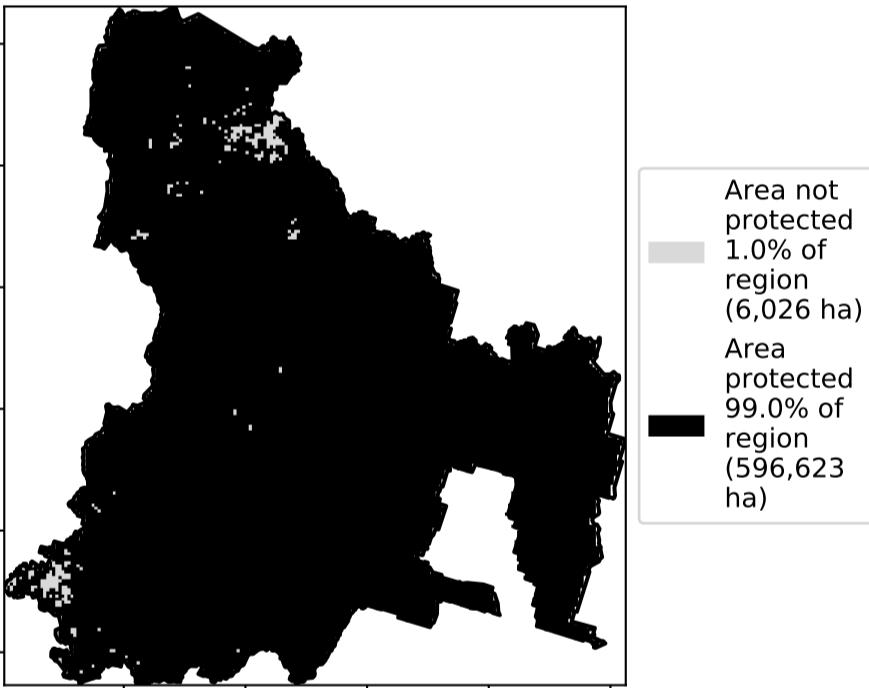 Area not
protected
1.0% of
region
(6,026 ha)
Area
protected
99.0% of
region
(596,623
ha)